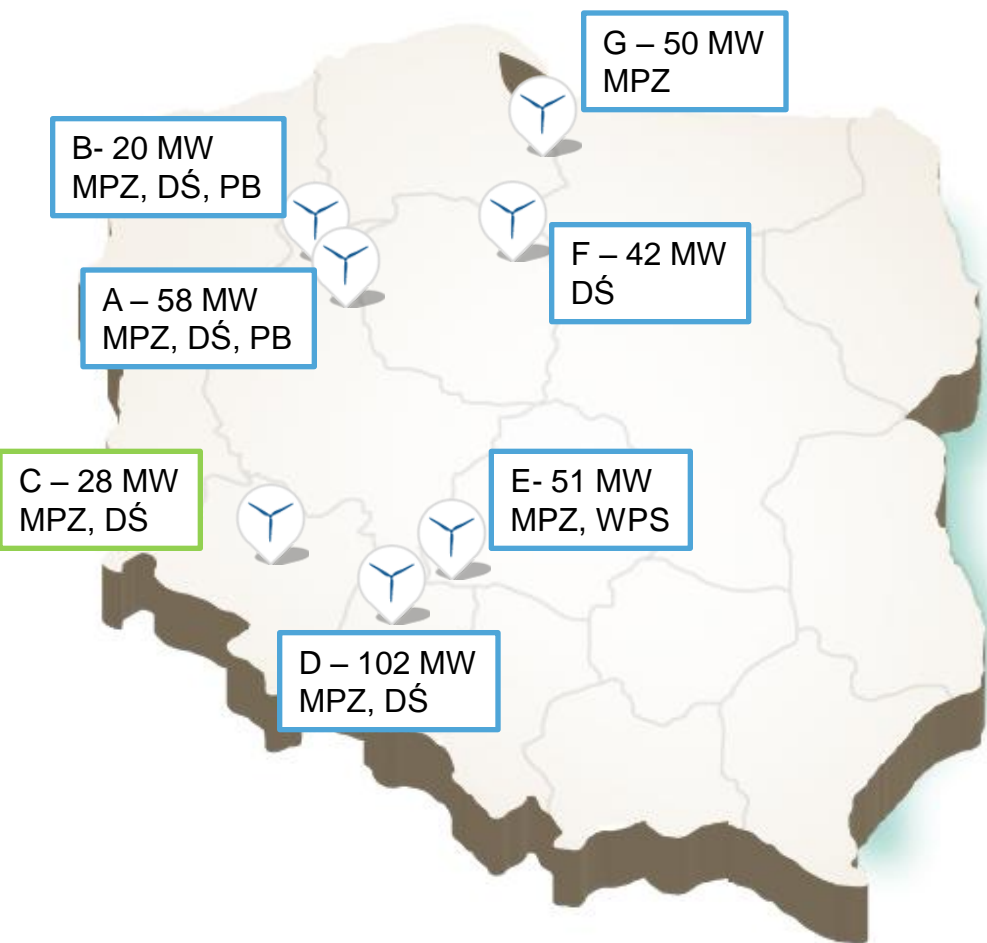 G – 50 MW
MPZ
B- 20 MW
MPZ, DŚ, PB
F – 42 MW
DŚ
A – 58 MW
MPZ, DŚ, PB
C – 28 MW
MPZ, DŚ
E- 51 MW
MPZ, WPS
D – 102 MW
MPZ, DŚ